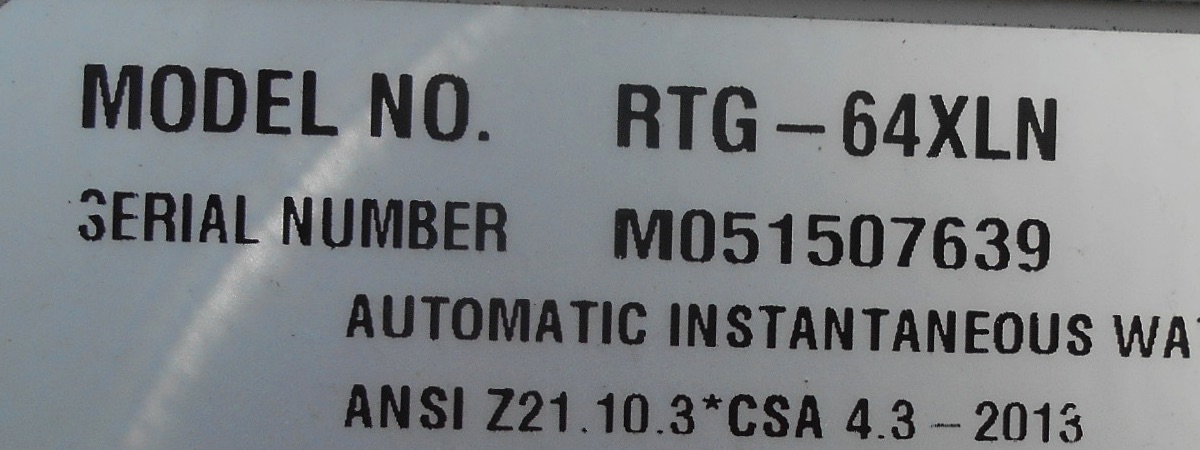 MODEL NO. RTG-64XLN
SERIAL NUMBER M051507639
AUTOMATIC INSTANTANEOUS
ANSI Z21.10.3*CSA 4.3-2013